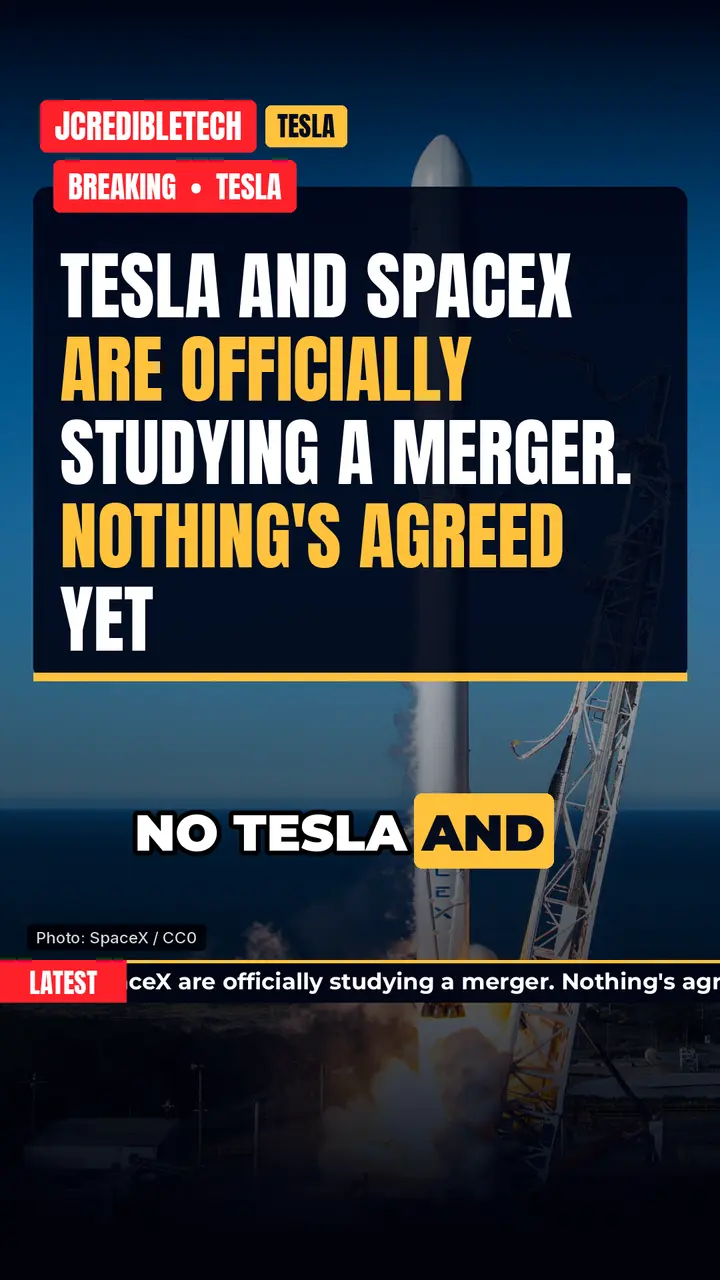 JCREDIBLETECH TESLA
BREAKING • TESLA
TESLA AND SPACEX
ARE OFFICIALLY
STUDYING A MERGER.
NOTHING'S AGREED
YET
NO TESLA AND
Photo: SpaceX / CC0
LATEST ceX are officially studying a merger. Nothing's agr